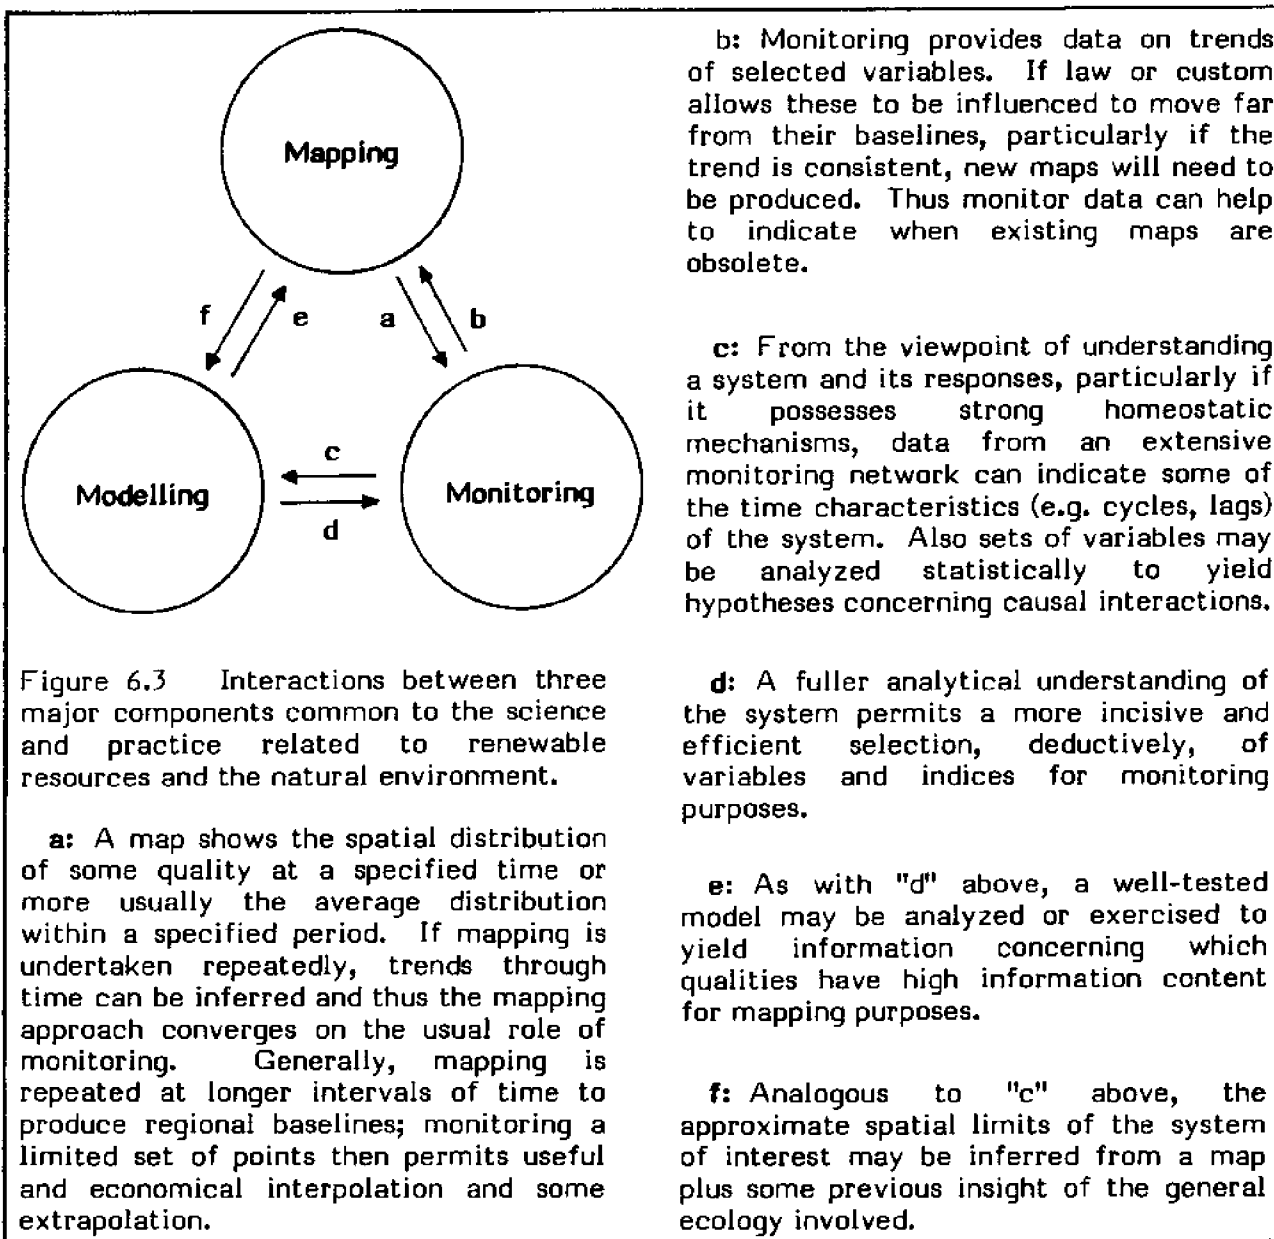 Mapping
f
e
a
b
c
Modelling
Monitoring
d
Figure 6.3 Interactions between three
major components common to the science
and practice related to renewable
resources and the natural environment.
a: A map shows the spatial distribution
of some quality at a specified time or
more usually the average distribution
within a specified period. If mapping is
undertaken repeatedly, trends through
time can be inferred and thus the mapping
approach converges on the usual role of
monitoring. Generally, mapping is
repeated at longer intervals of time to
produce regional baselines; monitoring a
limited set of points then permits useful
and economical interpolation and some
extrapolation.
b: Monitoring provides data on trends
of selected variables. If law or custom
allows these to be influenced to move far
from their baselines, particularly if the
trend is consistent, new maps will need to
be produced. Thus monitor data can help
to indicate when existing maps are
obsolete.
c: From the viewpoint of understanding
a system and its responses, particularly if
it possesses strong homeostatic
mechanisms, data from an extensive
monitoring network can indicate some of
the time characteristics (e.g. cycles, lags)
of the system. Also sets of variables may
be analyzed statistically to yield
hypotheses concerning causal interactions.
d: A fuller analytical understanding of
the system permits a more incisive and
efficient selection, deductively, of
variables and indices for monitoring
purposes.
e: As with "d" above, a well-tested
model may be analyzed or exercised to
yield information concerning which
qualities have high information content
for mapping purposes.
f: Analogous to "c" above, the
approximate spatial limits of the system
of interest may be inferred from a map
plus some previous insight of the general
ecology involved.